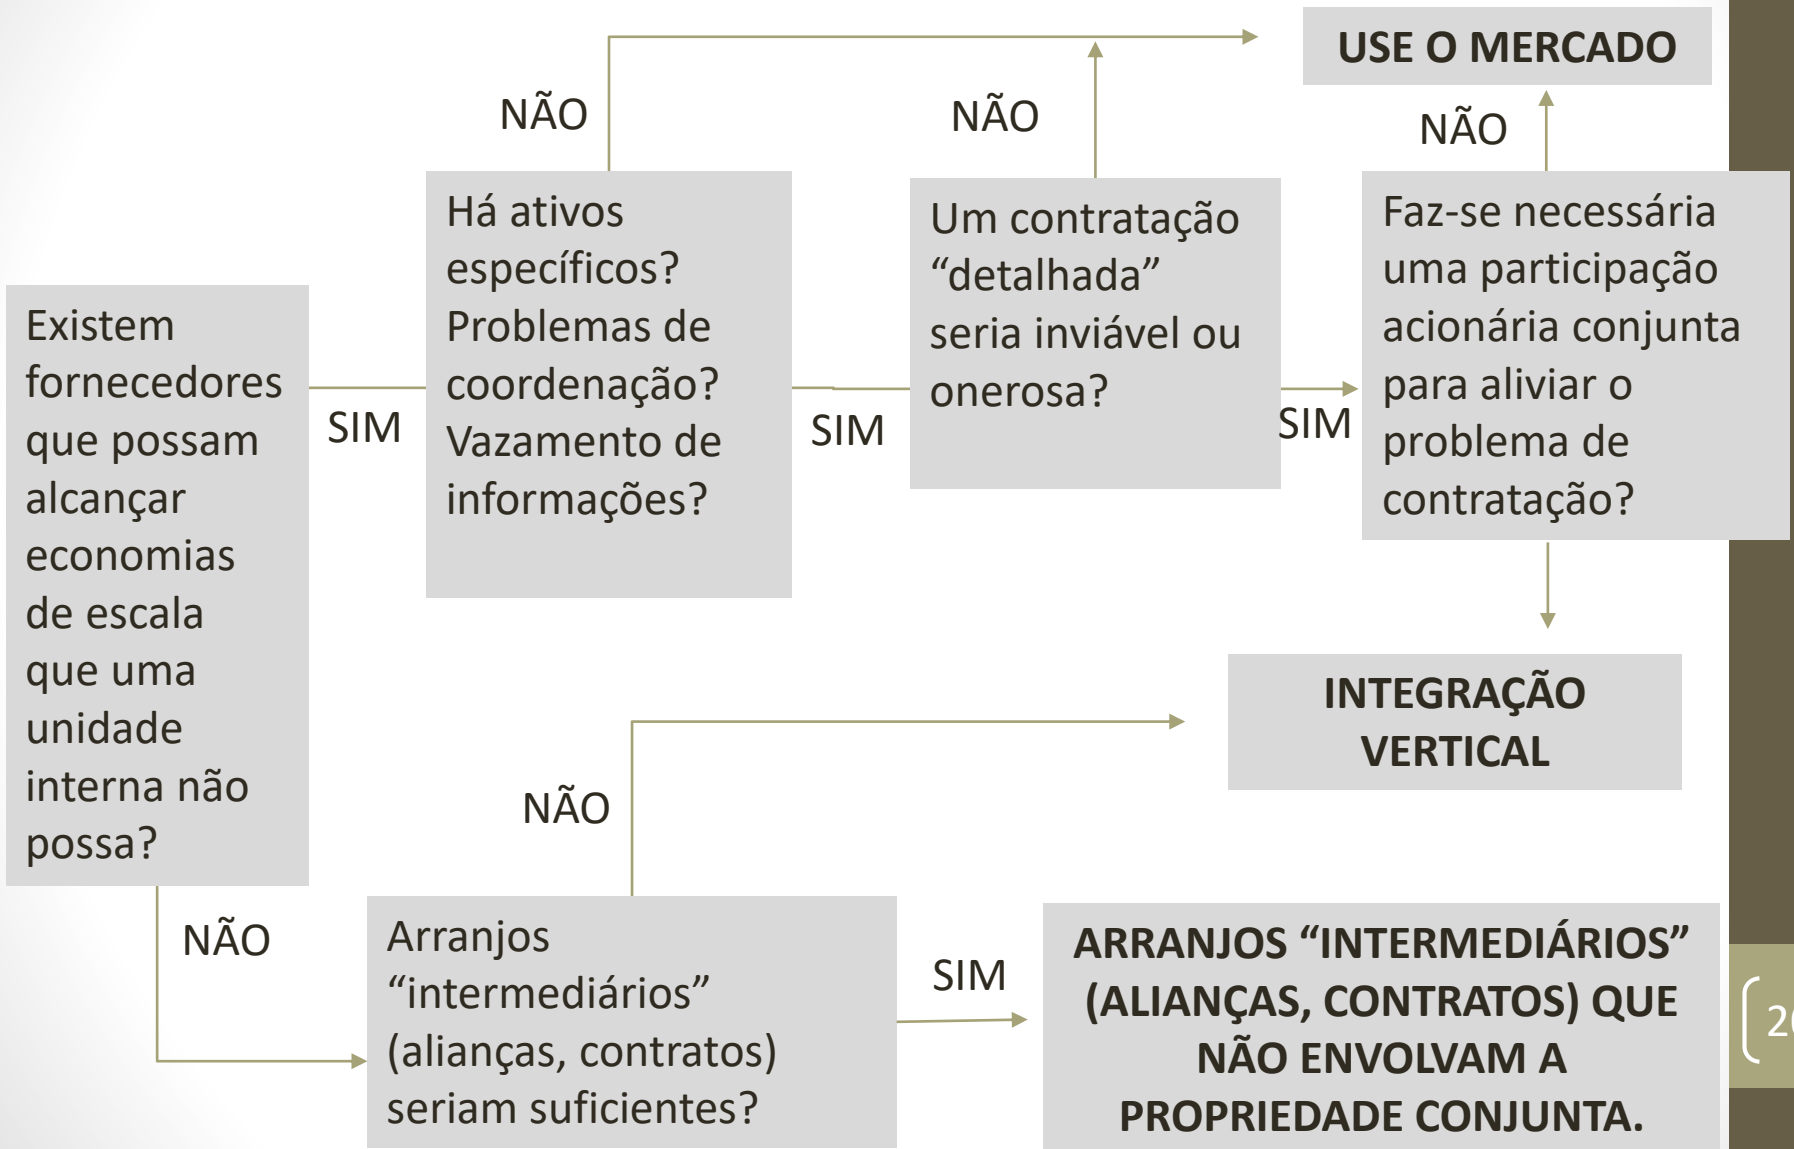 USE O MERCADO
NÃO
NÃO
NÃO
Há ativos
específicos?
Problemas de
coordenação?
Vazamento de
informações?
Um contratação
“detalhada”
seria inviável ou
onerosa?
Faz-se necessária
uma participação
acionária conjunta
para aliviar o
problema de
contratação?
Existem
fornecedores
que possam
alcançar
economias
de escala
que uma
unidade
interna não
possa?
SIM
SIM
SIM
INTEGRAÇÃO
VERTICAL
NÃO
NÃO
Arranjos
“intermediários”
(alianças, contratos)
seriam suficientes?
SIM
ARRANJOS “INTERMEDIÁRIOS”
(ALIANÇAS, CONTRATOS) QUE
NÃO ENVOLVAM A
PROPRIEDADE CONJUNTA.